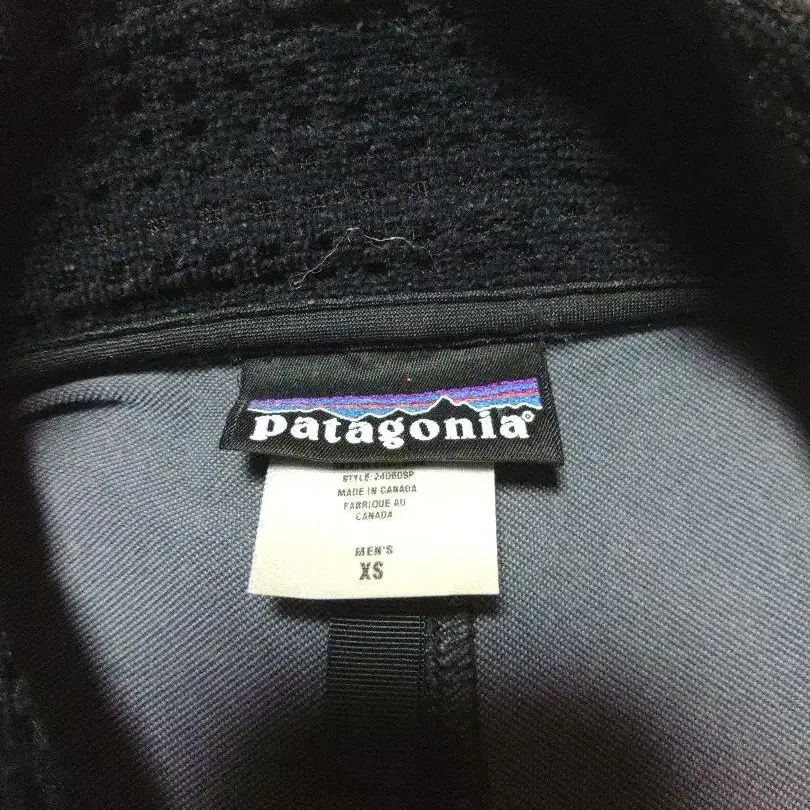 patagonia®
STYLE 24060SP
MADE IN CANADA
FABRIQUE AU
CANADA
MEN'S
XS